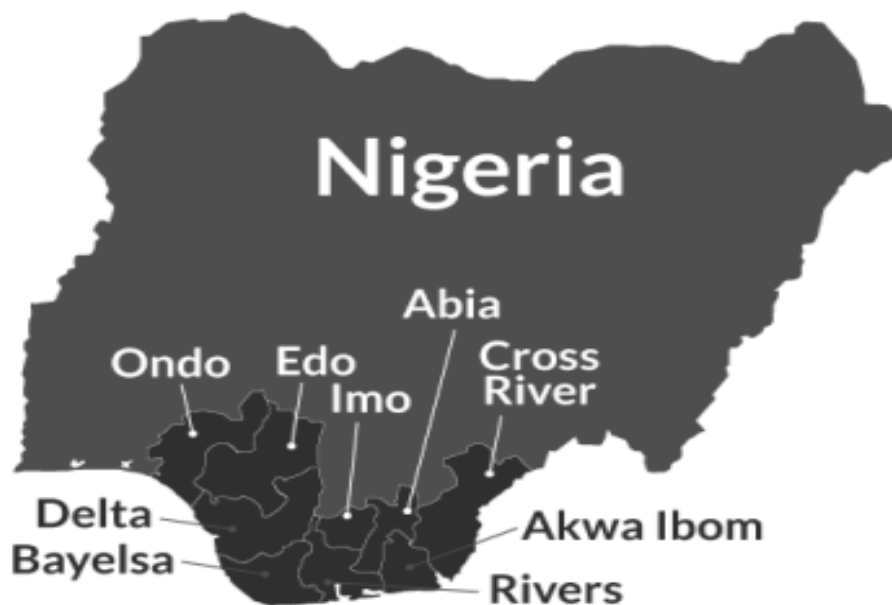 Nigeria
Abia
Ondo
Edo
Imo
Cross
River
Delta
Bayelsa
Akwa Ibom
Rivers